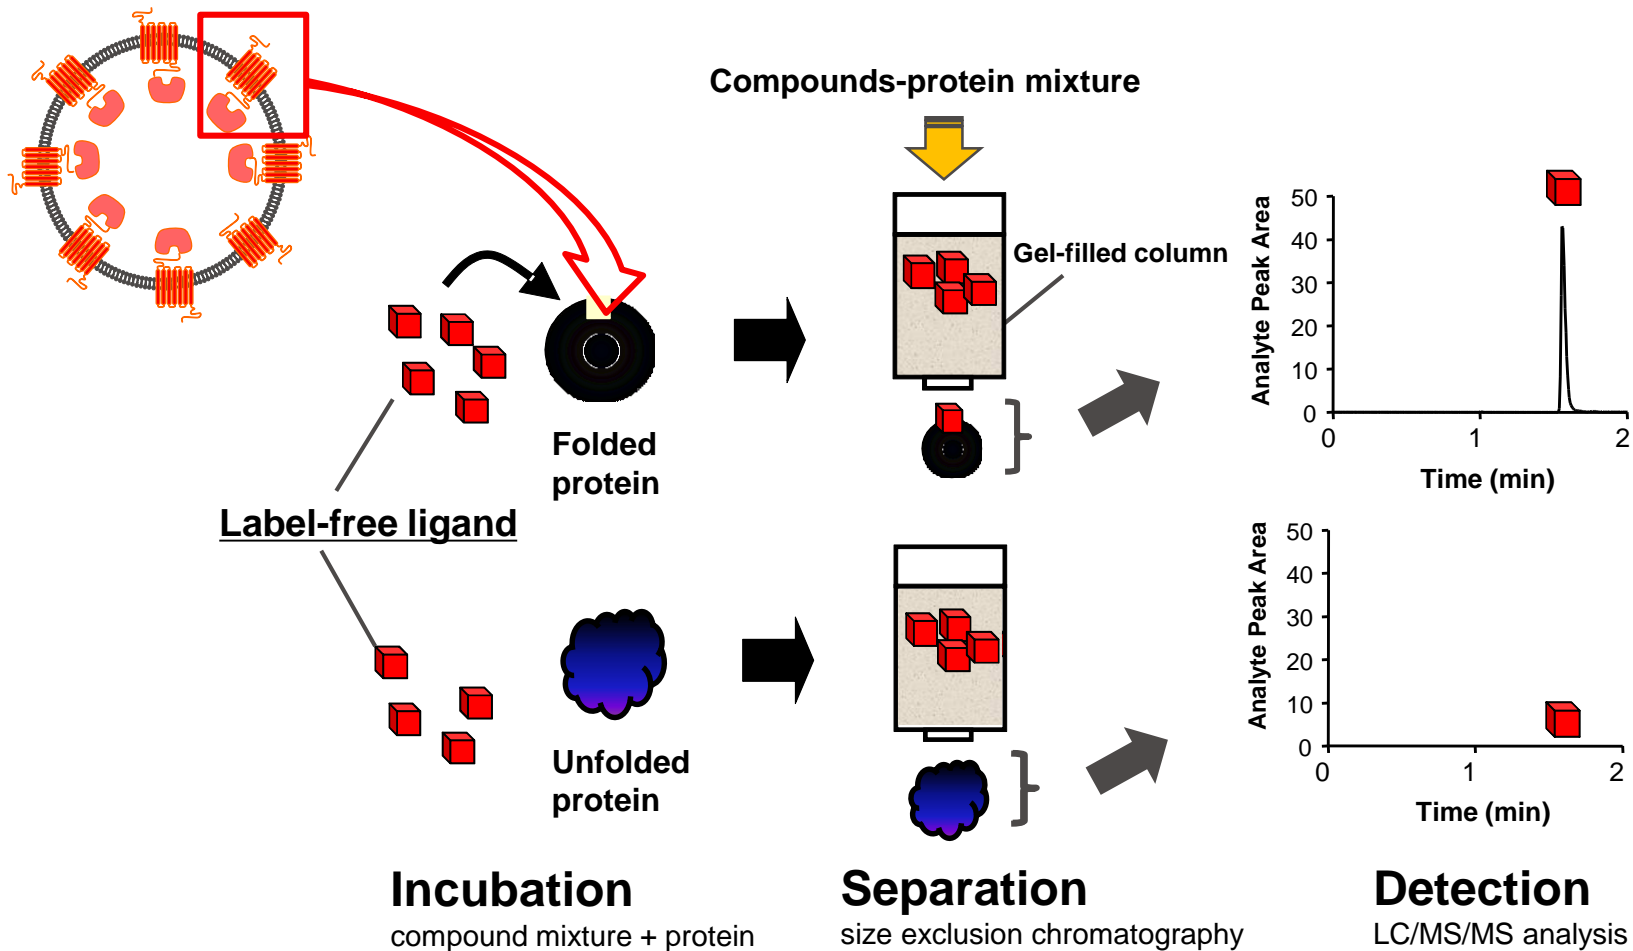 Compounds-protein mixture
Gel-filled column
Folded
protein
Label-free ligand
Unfolded
protein
Analyte Peak Area
50
40
30
20
10
0
0
1
2
Time (min)
Analyte Peak Area
50
40
30
20
10
0
0
1
2
Time (min)
Incubation
compound mixture + protein
Separation
size exclusion chromatography
Detection
LC/MS/MS analysis